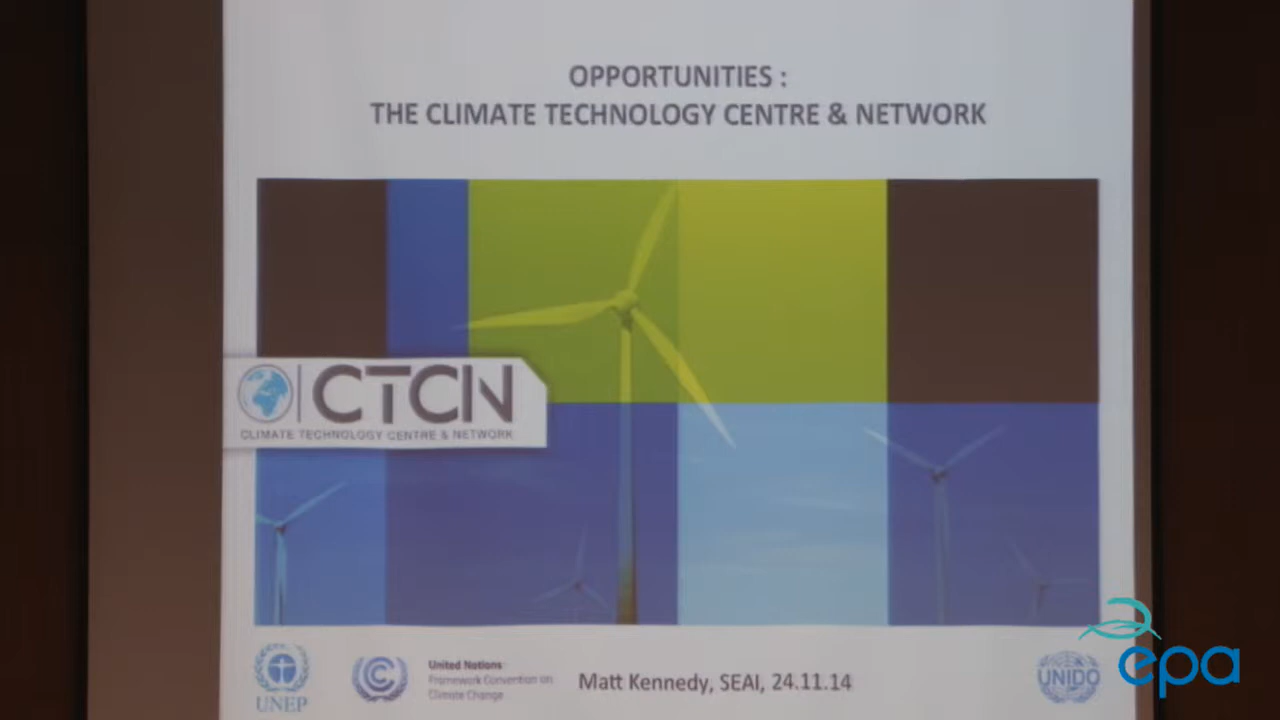 OPPORTUNITIES :
THE CLIMATE TECHNOLOGY CENTRE & NETWORK
CTCN
CLIMATE TECHNOLOGY CENTRE & NETWORK
UNEP
United Nations
Framework Convention on
Climate Change
Matt Kennedy, SEAI, 24.11.14
UNIDO
epa